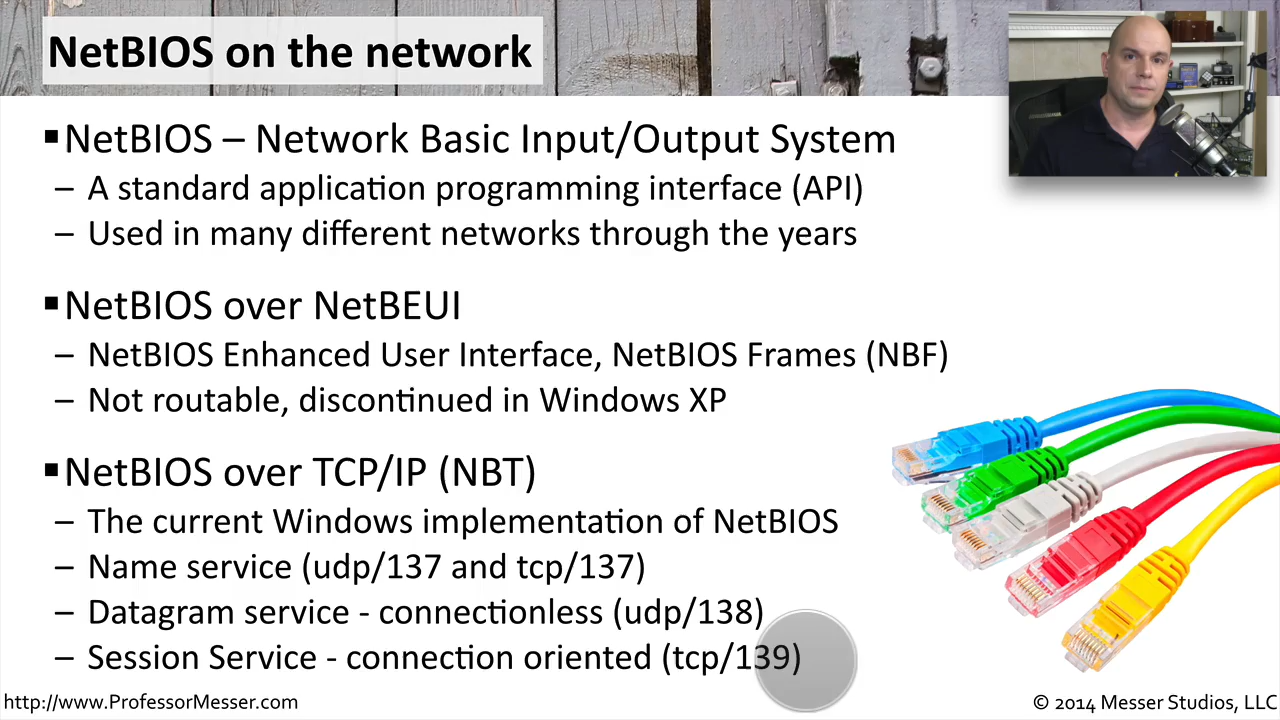 NetBIOS on the network
▪NetBIOS – Network Basic Input/Output System
– A standard application programming interface (API)
– Used in many different networks through the years
▪NetBIOS over NetBEUI
– NetBIOS Enhanced User Interface, NetBIOS Frames (NBF)
– Not routable, discontinued in Windows XP
▪NetBIOS over TCP/IP (NBT)
– The current Windows implementation of NetBIOS
– Name service (udp/137 and tcp/137)
– Datagram service - connectionless (udp/138)
– Session Service - connection oriented (tcp/139)
http://www.ProfessorMesser.com
© 2014 Messer Studios, LLC